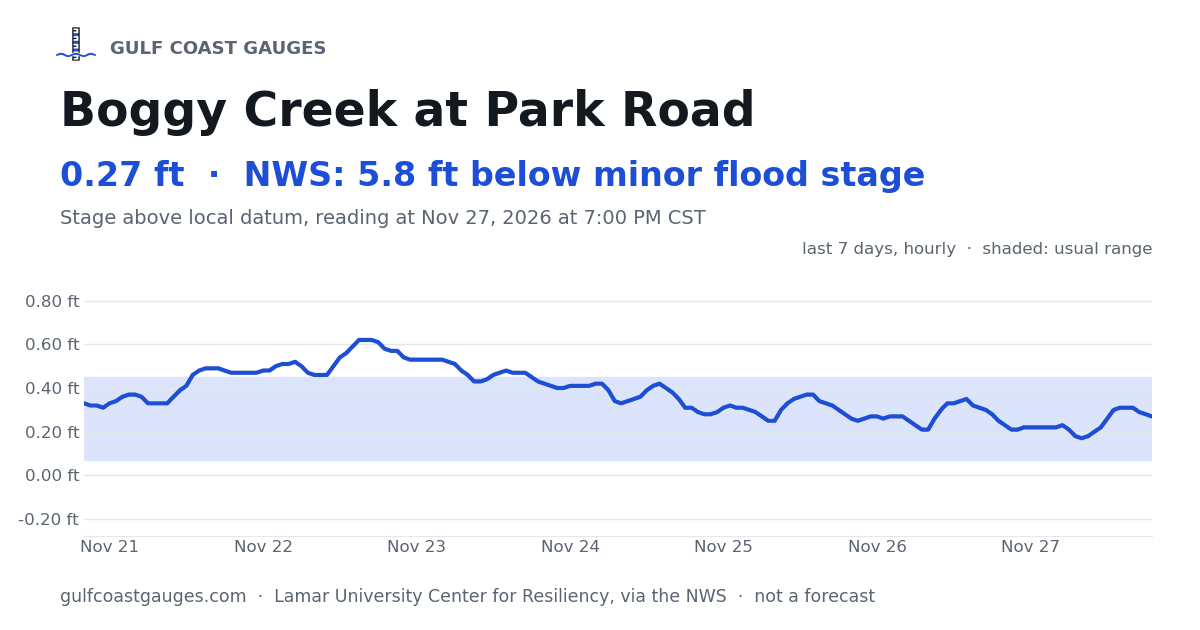 GULF COAST GAUGES
Boggy Creek at Park Road
0.27 ft · NWS: 5.8 ft below minor flood stage
Stage above local datum, reading at Nov 27, 2026 at 7:00 PM CST
last 7 days, hourly · shaded: usual range
0.80 ft
0.60 ft
0.40 ft
0.20 ft
0.00 ft
-0.20 ft
Nov 21 Nov 22 Nov 23 Nov 24 Nov 25 Nov 26 Nov 27
gulfcoastgauges.com · Lamar University Center for Resiliency, via the NWS · not a forecast